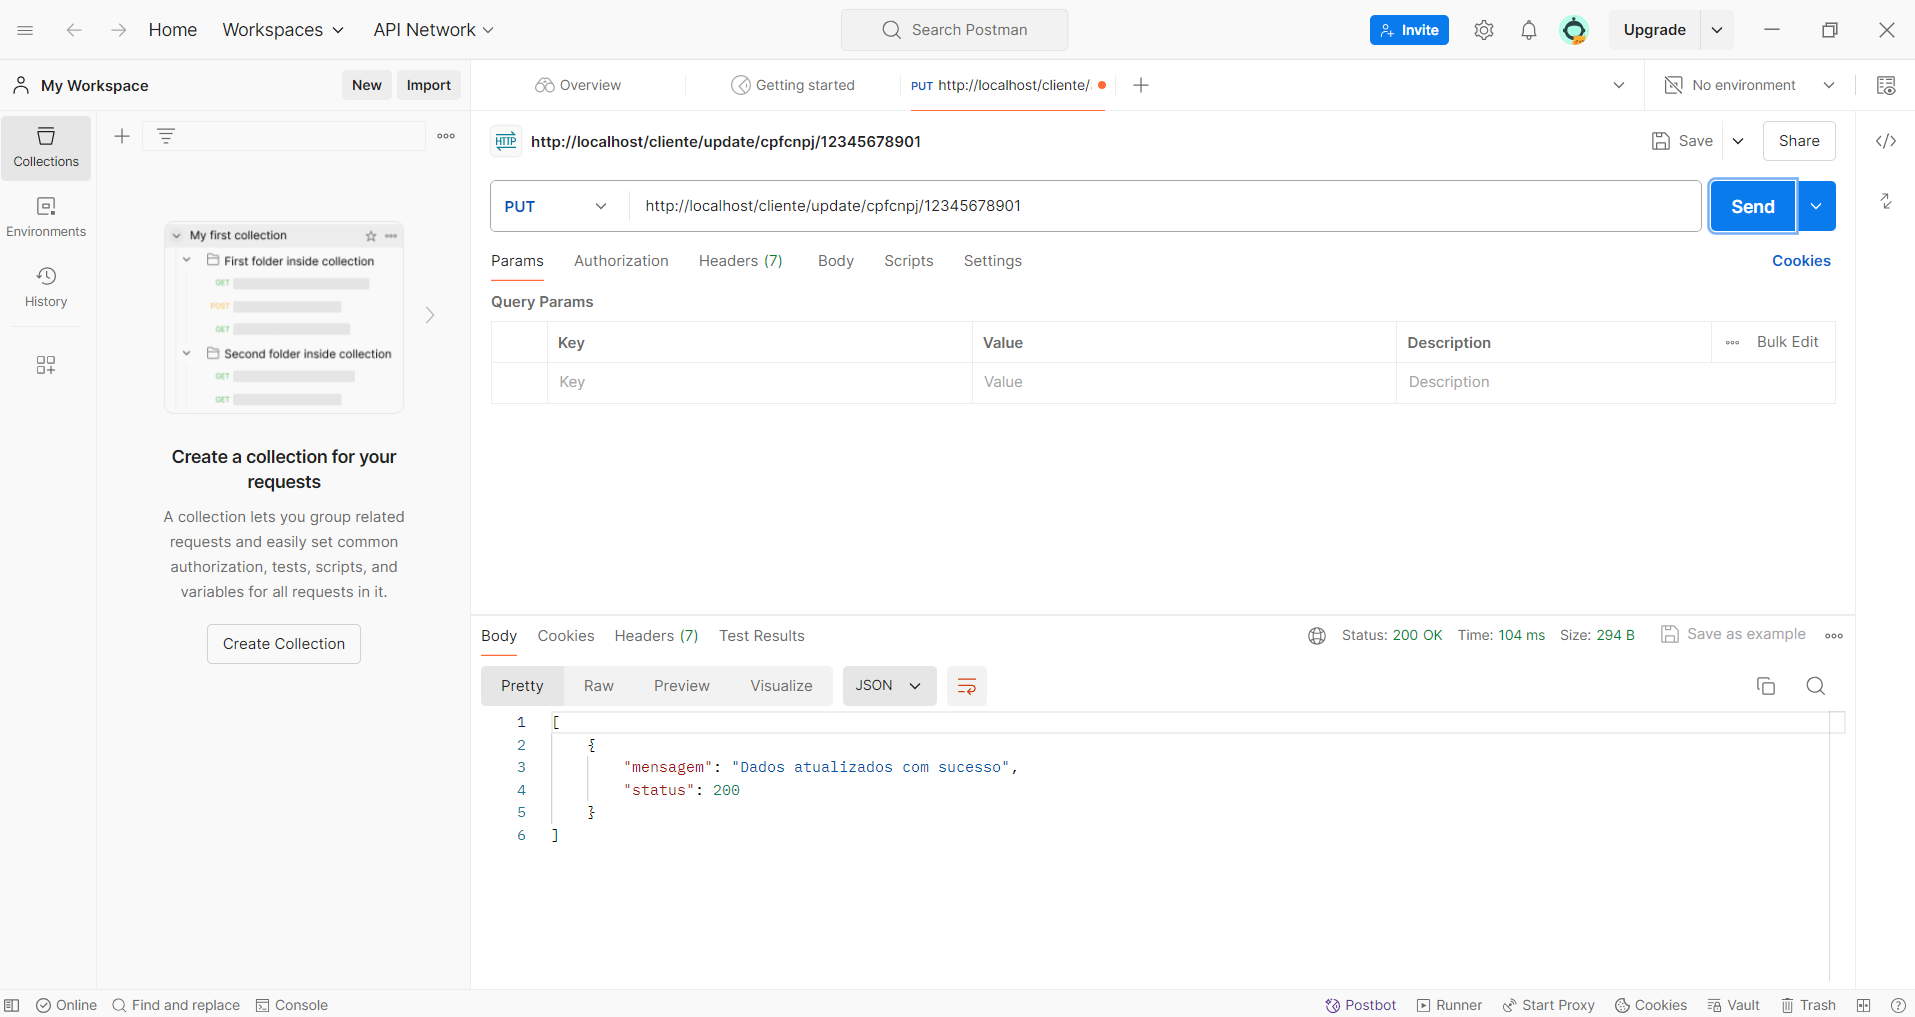 Home Workspaces API Network Search Postman Invite Upgrade
My Workspace New Import Overview Getting started PUT http://localhost/cliente/ No environment
Collections
Environments
History
My first collection
First folder inside collection
GET
POST
GET
Second folder inside collection
GET
GET
Create a collection for your
requests
A collection lets you group related
requests and easily set common
authorization, tests, scripts, and
variables for all requests in it.
Create Collection
HTTP http://localhost/cliente/update/cpfcnpj/12345678901 Save Share
PUT http://localhost/cliente/update/cpfcnpj/12345678901 Send
Params Authorization Headers (7) Body Scripts Settings Cookies
Query Params
Key Value Description Bulk Edit
Key Value Description
Body Cookies Headers (7) Test Results Status: 200 OK Time: 104 ms Size: 294 B Save as example
Pretty Raw Preview Visualize JSON
1 [
2 {
3 "mensagem": "Dados atualizados com sucesso",
4 "status": 200
5 }
6 ]
Online Find and replace Console Postbot Runner Start Proxy Cookies Vault Trash